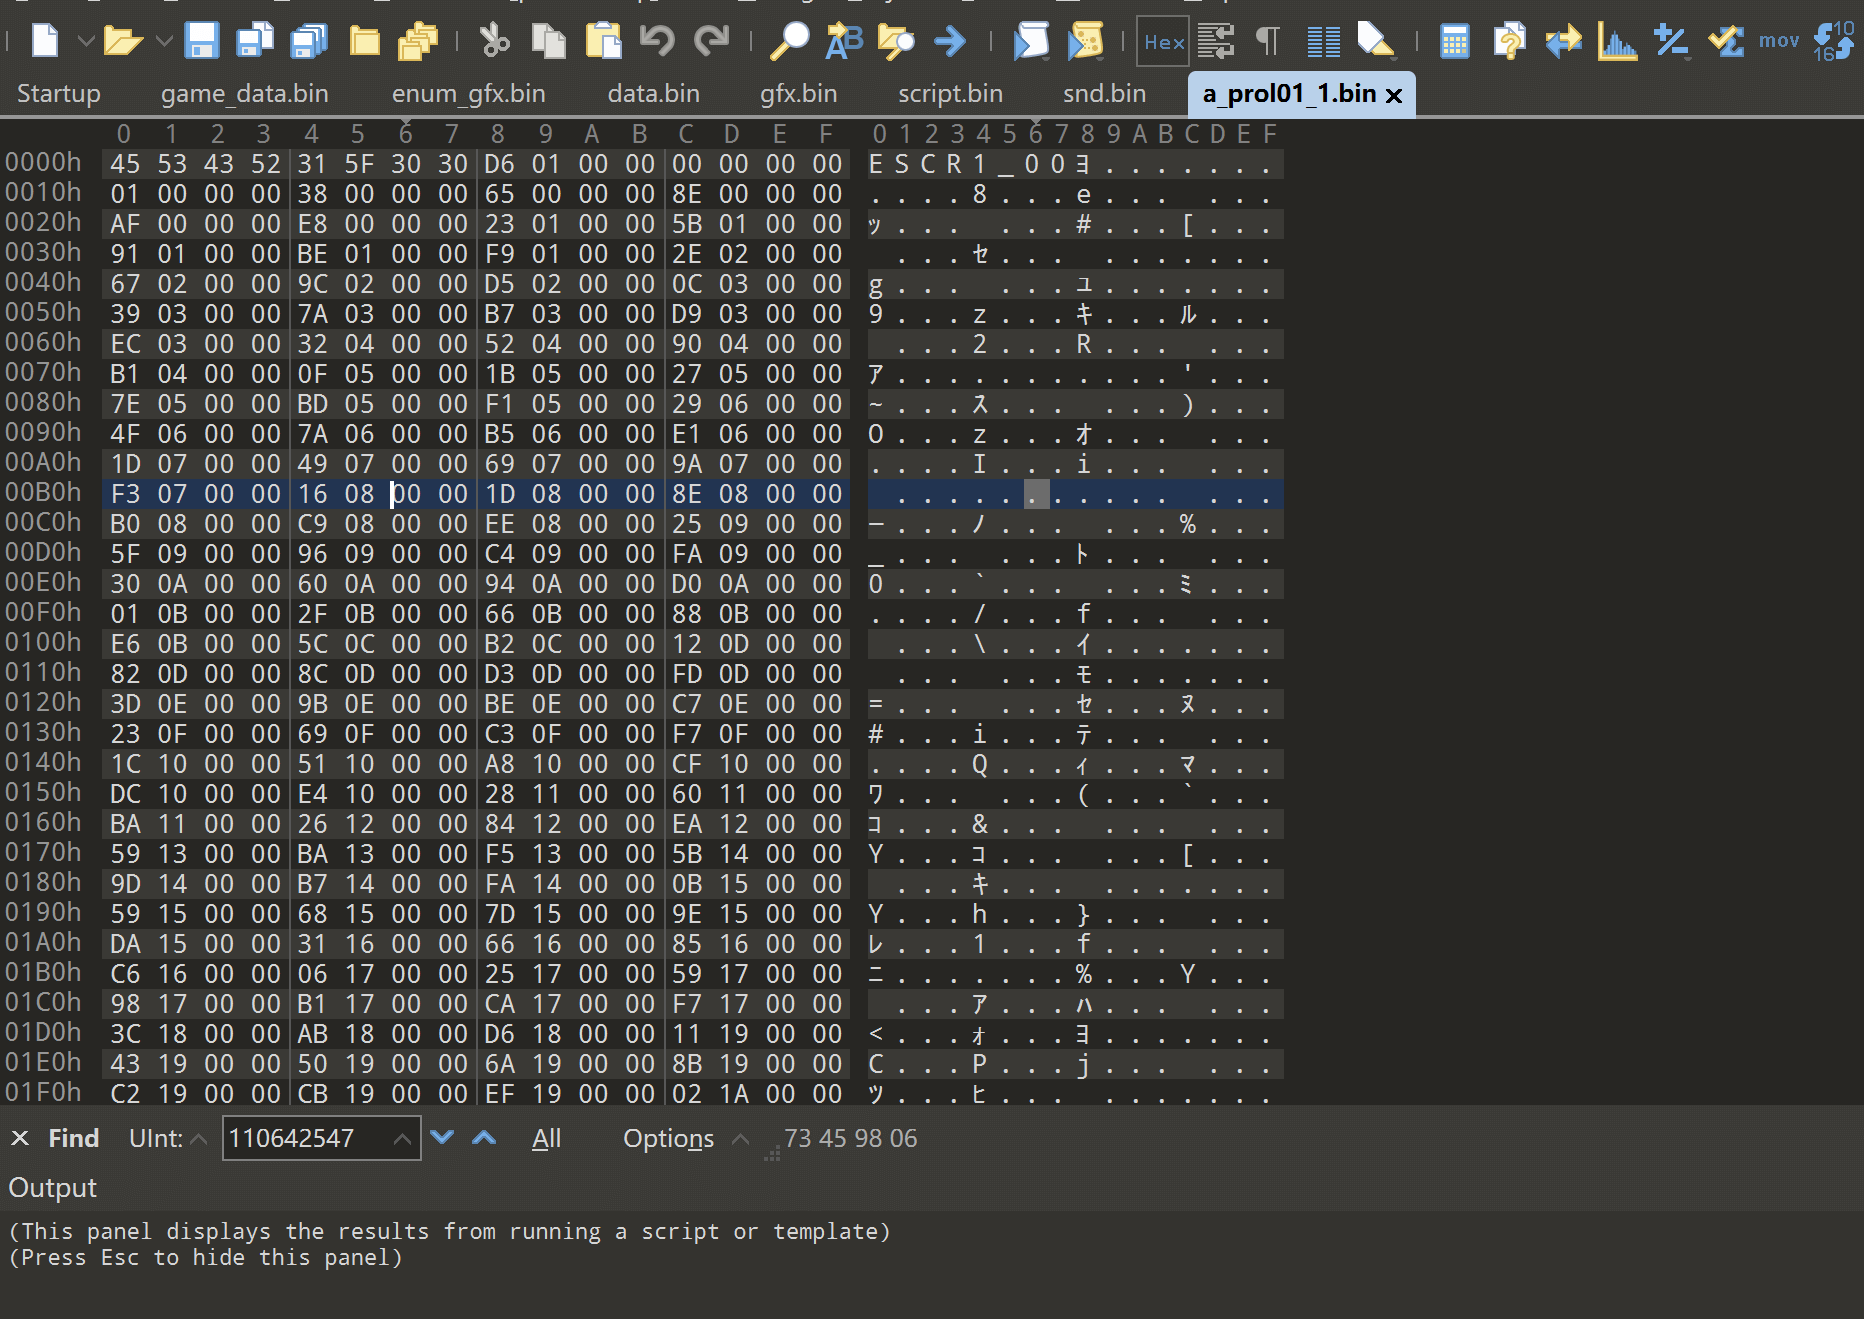 Hex mov 10 16
Startup game_data.bin enum_gfx.bin data.bin gfx.bin script.bin snd.bin a_prol01_1.bin
0 1 2 3 4 5 6 7 8 9 A B C D E F 0 1 2 3 4 5 6 7 8 9 A B C D E F
0000h 45 53 43 52 31 5F 30 30 D6 01 00 00 00 00 00 00 E S C R 1 _ 0 0 ﾖ . . . . . . .
0010h 01 00 00 00 38 00 00 00 65 00 00 00 8E 00 00 00 . . . . 8 . . . e . . . . . .
0020h AF 00 00 00 E8 00 00 00 23 01 00 00 5B 01 00 00 ｯ . . . . . . # . . . [ . . .
0030h 91 01 00 00 BE 01 00 00 F9 01 00 00 2E 02 00 00 . . . ｾ . . . . . . . . . .
0040h 67 02 00 00 9C 02 00 00 D5 02 00 00 0C 03 00 00 g . . . . . . ﾕ . . . . . . .
0050h 39 03 00 00 7A 03 00 00 B7 03 00 00 D9 03 00 00 9 . . . z . . . ｷ . . . ﾙ . . .
0060h EC 03 00 00 32 04 00 00 52 04 00 00 90 04 00 00 . . . 2 . . . R . . . . . .
0070h B1 04 00 00 0F 05 00 00 1B 05 00 00 27 05 00 00 ｱ . . . . . . . . . . . ' . . .
0080h 7E 05 00 00 BD 05 00 00 F1 05 00 00 29 06 00 00 ~ . . . ｽ . . . . . . ) . . .
0090h 4F 06 00 00 7A 06 00 00 B5 06 00 00 E1 06 00 00 O . . . z . . . ｵ . . . . . .
00A0h 1D 07 00 00 49 07 00 00 69 07 00 00 9A 07 00 00 . . . . I . . . i . . . . . .
00B0h F3 07 00 00 16 08 00 00 1D 08 00 00 8E 08 00 00 . . . . . . . . . . . . . .
00C0h B0 08 00 00 C9 08 00 00 EE 08 00 00 25 09 00 00 ｰ . . . ﾉ . . . . . . % . . .
00D0h 5F 09 00 00 96 09 00 00 C4 09 00 00 FA 09 00 00 _ . . . . . . ﾄ . . . . . .
00E0h 30 0A 00 00 60 0A 00 00 94 0A 00 00 D0 0A 00 00 0 . . . ` . . . . . . ﾐ . . .
00F0h 01 0B 00 00 2F 0B 00 00 66 0B 00 00 88 0B 00 00 . . . . / . . . f . . . . . .
0100h E6 0B 00 00 5C 0C 00 00 B2 0C 00 00 12 0D 00 00 . . . \ . . . ｲ . . . . . . .
0110h 82 0D 00 00 8C 0D 00 00 D3 0D 00 00 FD 0D 00 00 . . . . . . ﾓ . . . . . .
0120h 3D 0E 00 00 9B 0E 00 00 BE 0E 00 00 C7 0E 00 00 = . . . . . . ｾ . . . ﾇ . . .
0130h 23 0F 00 00 69 0F 00 00 C3 0F 00 00 F7 0F 00 00 # . . . i . . . ﾃ . . . . . .
0140h 1C 10 00 00 51 10 00 00 A8 10 00 00 CF 10 00 00 . . . . Q . . . ｨ . . . ﾏ . . .
0150h DC 10 00 00 E4 10 00 00 28 11 00 00 60 11 00 00 ﾜ . . . . . . ( . . . ` . . .
0160h BA 11 00 00 26 12 00 00 84 12 00 00 EA 12 00 00 ｺ . . . & . . . . . . . . .
0170h 59 13 00 00 BA 13 00 00 F5 13 00 00 5B 14 00 00 Y . . . ｺ . . . . . . [ . . .
0180h 9D 14 00 00 B7 14 00 00 FA 14 00 00 0B 15 00 00 . . . ｷ . . . . . . . . . .
0190h 59 15 00 00 68 15 00 00 7D 15 00 00 9E 15 00 00 Y . . . h . . . } . . . . . .
01A0h DA 15 00 00 31 16 00 00 66 16 00 00 85 16 00 00 ﾚ . . . 1 . . . f . . . . . .
01B0h C6 16 00 00 06 17 00 00 25 17 00 00 59 17 00 00 ﾆ . . . . . . . % . . . Y . . .
01C0h 98 17 00 00 B1 17 00 00 CA 17 00 00 F7 17 00 00 . . . ｱ . . . ﾊ . . . . . .
01D0h 3C 18 00 00 AB 18 00 00 D6 18 00 00 11 19 00 00 < . . . ｫ . . . ﾖ . . . . . . .
01E0h 43 19 00 00 50 19 00 00 6A 19 00 00 8B 19 00 00 C . . . P . . . j . . . . . .
01F0h C2 19 00 00 CB 19 00 00 EF 19 00 00 02 1A 00 00 ﾂ . . . ﾋ . . . . . . . . . .
Find UInt: 110642547 All Options 73 45 98 06
Output
(This panel displays the results from running a script or template)
(Press Esc to hide this panel)